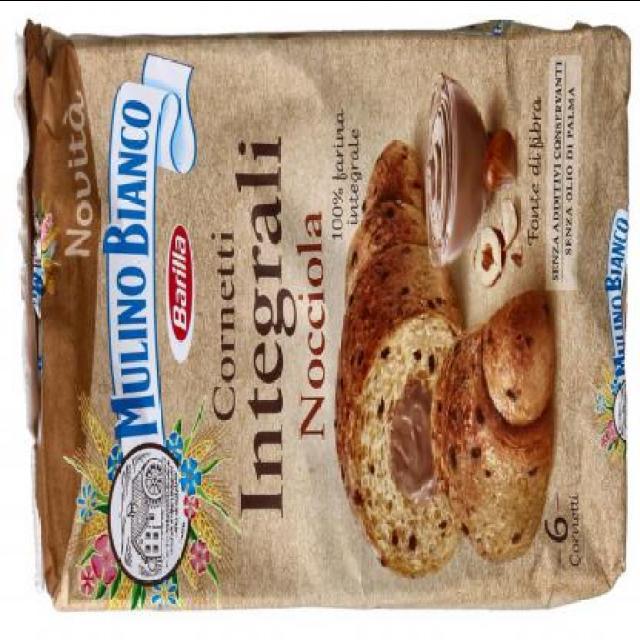 Novità
MULINO BIANCO
Barilla
Cornetti
Integrali
Nocciola
100% farina
integrale
Fonte di fibra
SENZA ADDITIVI CONSERVANTI
SENZA OLIO DI PALMA
6
Cornetti
MULINO BIANCO